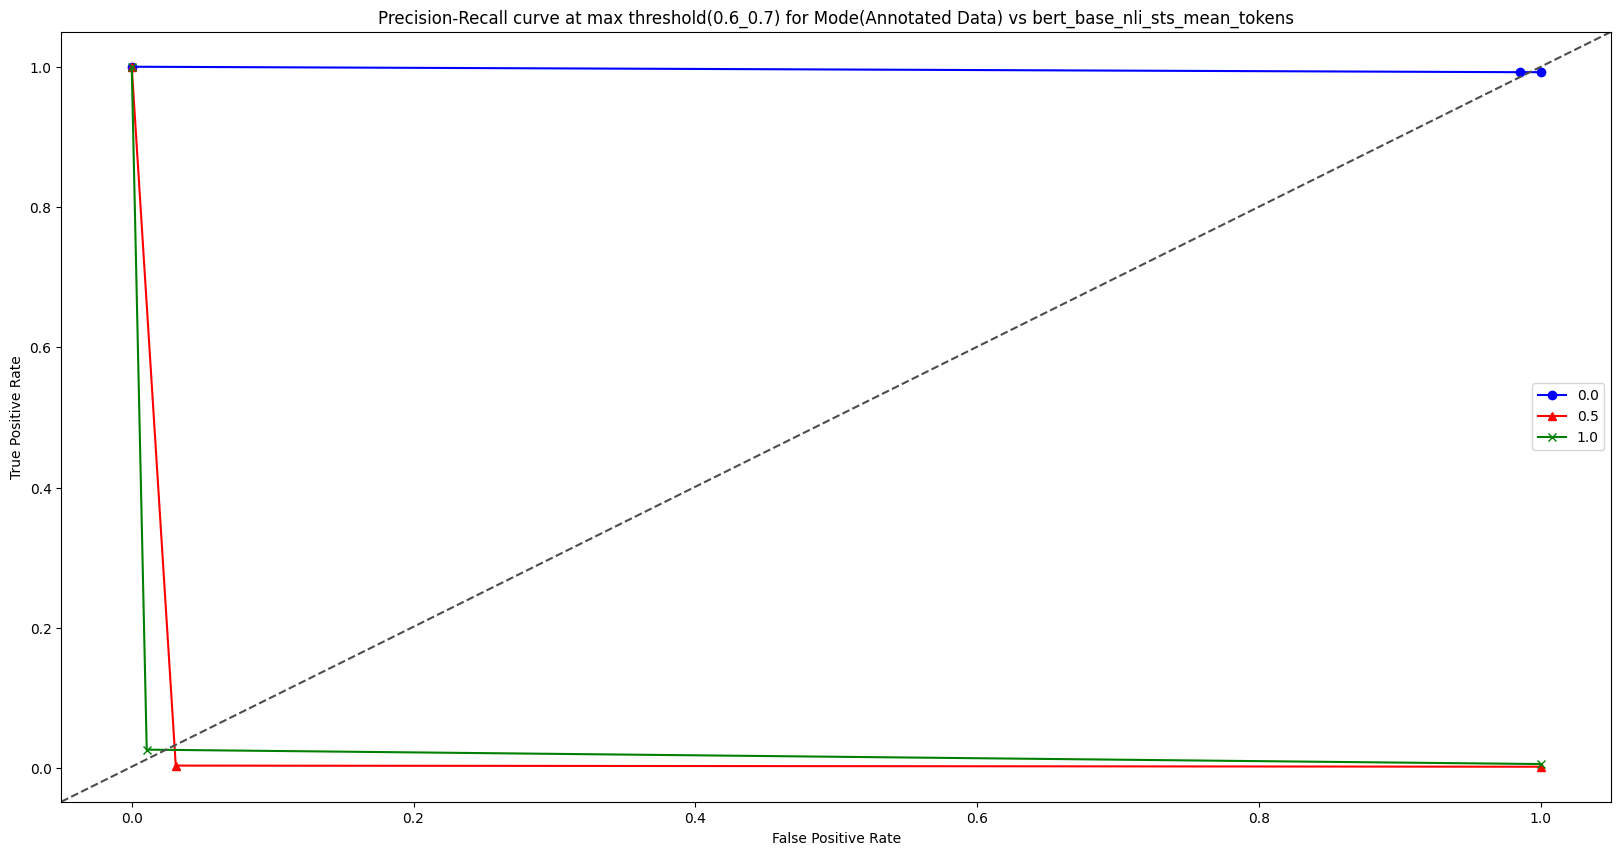 Precision-Recall curve at max threshold(0.6_0.7) for Mode(Annotated Data) vs bert_base_nli_sts_mean_tokens
True Positive Rate
1.0
0.8
0.6
0.4
0.2
0.0
0.0
0.5
1.0
0.0 0.2 0.4 0.6 0.8 1.0
False Positive Rate